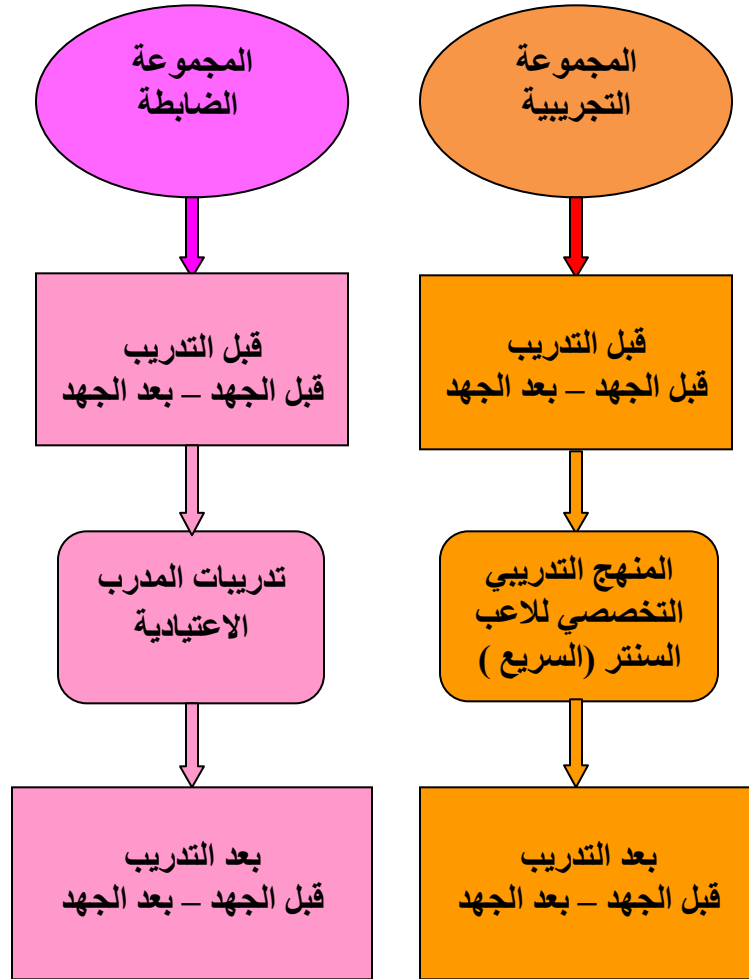 المجموعة
التجريبية
المجموعة
الضابطة
قبل التدريب
قبل الجهد – بعد الجهد
قبل التدريب
قبل الجهد – بعد الجهد
المنهج التدريبي
التخصصي للاعب
السنتر (السريع )
تدريبات المدرب
الاعتيادية
بعد التدريب
قبل الجهد – بعد الجهد
بعد التدريب
قبل الجهد – بعد الجهد